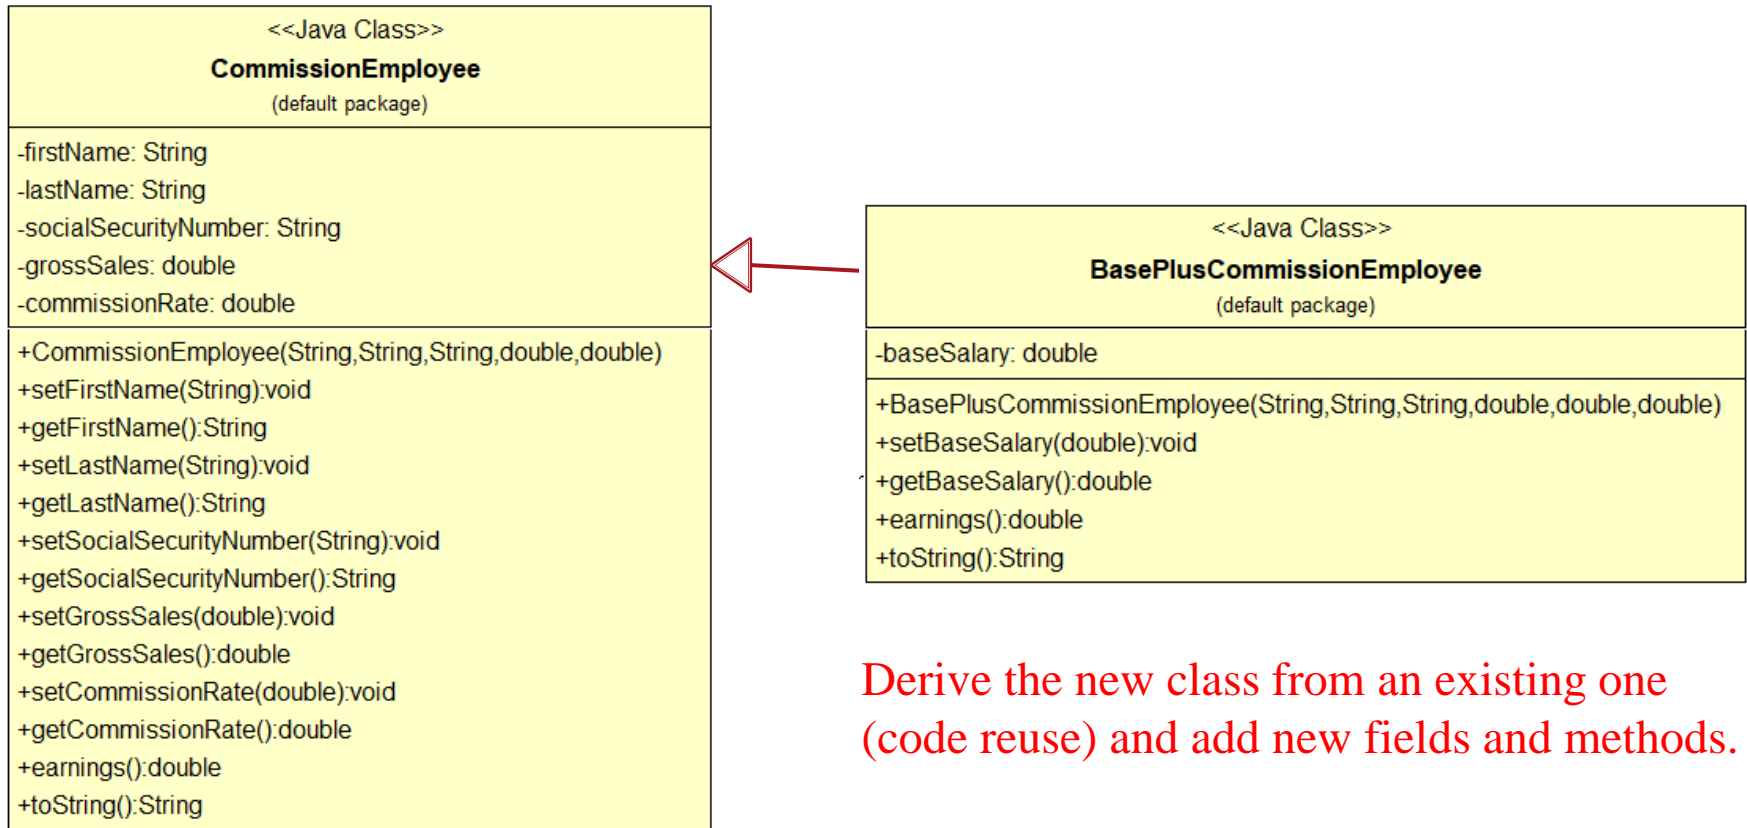 <<Java Class>>
CommissionEmployee
(default package)
-firstName: String
-lastName: String
-socialSecurityNumber: String
-grossSales: double
-commissionRate: double
+CommissionEmployee(String,String,String,double,double)
+setFirstName(String):void
+getFirstName():String
+setLastName(String):void
+getLastName():String
+setSocialSecurityNumber(String):void
+getSocialSecurityNumber():String
+setGrossSales(double):void
+getGrossSales():double
+setCommissionRate(double):void
+getCommissionRate():double
+earnings():double
+toString():String
<<Java Class>>
BasePlusCommissionEmployee
(default package)
-baseSalary: double
+BasePlusCommissionEmployee(String,String,String,double,double,double)
+setBaseSalary(double):void
+getBaseSalary():double
+earnings():double
+toString():String
Derive the new class from an existing one
(code reuse) and add new fields and methods.